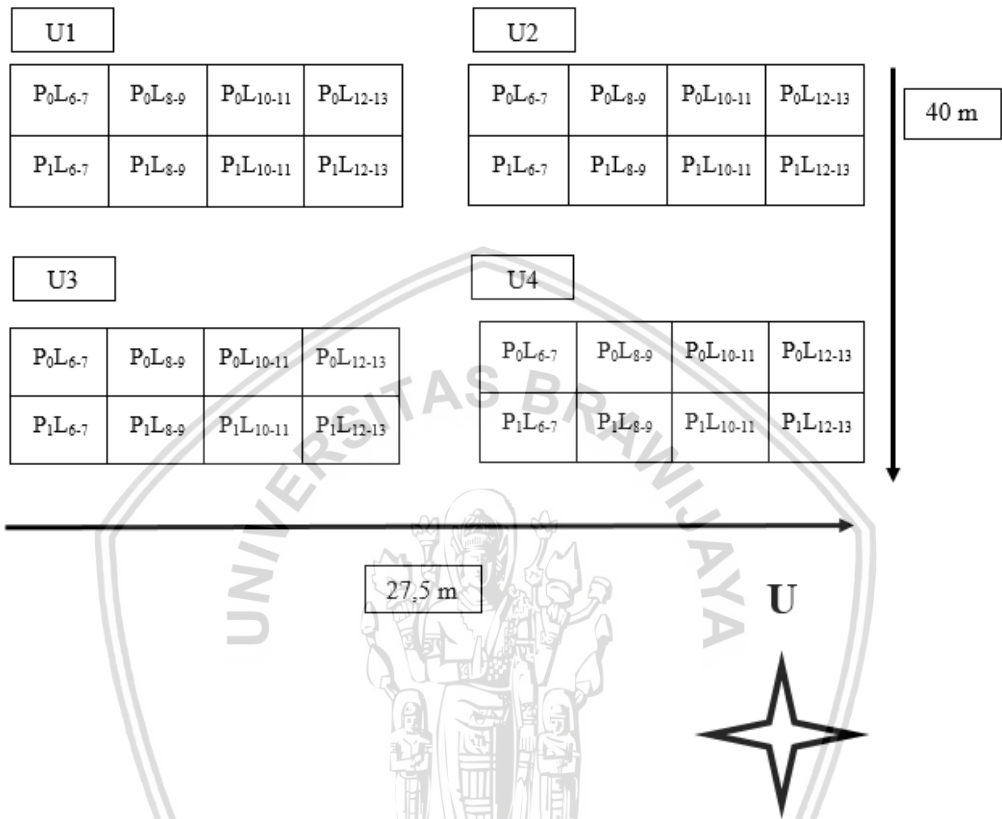 U1 U2
P₀L₆₋₇ P₀L₈₋₉ P₀L₁₀₋₁₁ P₀L₁₂₋₁₃ P₀L₆₋₇ P₀L₈₋₉ P₀L₁₀₋₁₁ P₀L₁₂₋₁₃ 40 m
P₁L₆₋₇ P₁L₈₋₉ P₁L₁₀₋₁₁ P₁L₁₂₋₁₃ P₁L₆₋₇ P₁L₈₋₉ P₁L₁₀₋₁₁ P₁L₁₂₋₁₃
U3 U4
P₀L₆₋₇ P₀L₈₋₉ P₀L₁₀₋₁₁ P₀L₁₂₋₁₃ P₀L₆₋₇ P₀L₈₋₉ P₀L₁₀₋₁₁ P₀L₁₂₋₁₃
P₁L₆₋₇ P₁L₈₋₉ P₁L₁₀₋₁₁ P₁L₁₂₋₁₃ P₁L₆₋₇ P₁L₈₋₉ P₁L₁₀₋₁₁ P₁L₁₂₋₁₃
27,5 m
U
UNIVERSITAS BRAWIJAYA